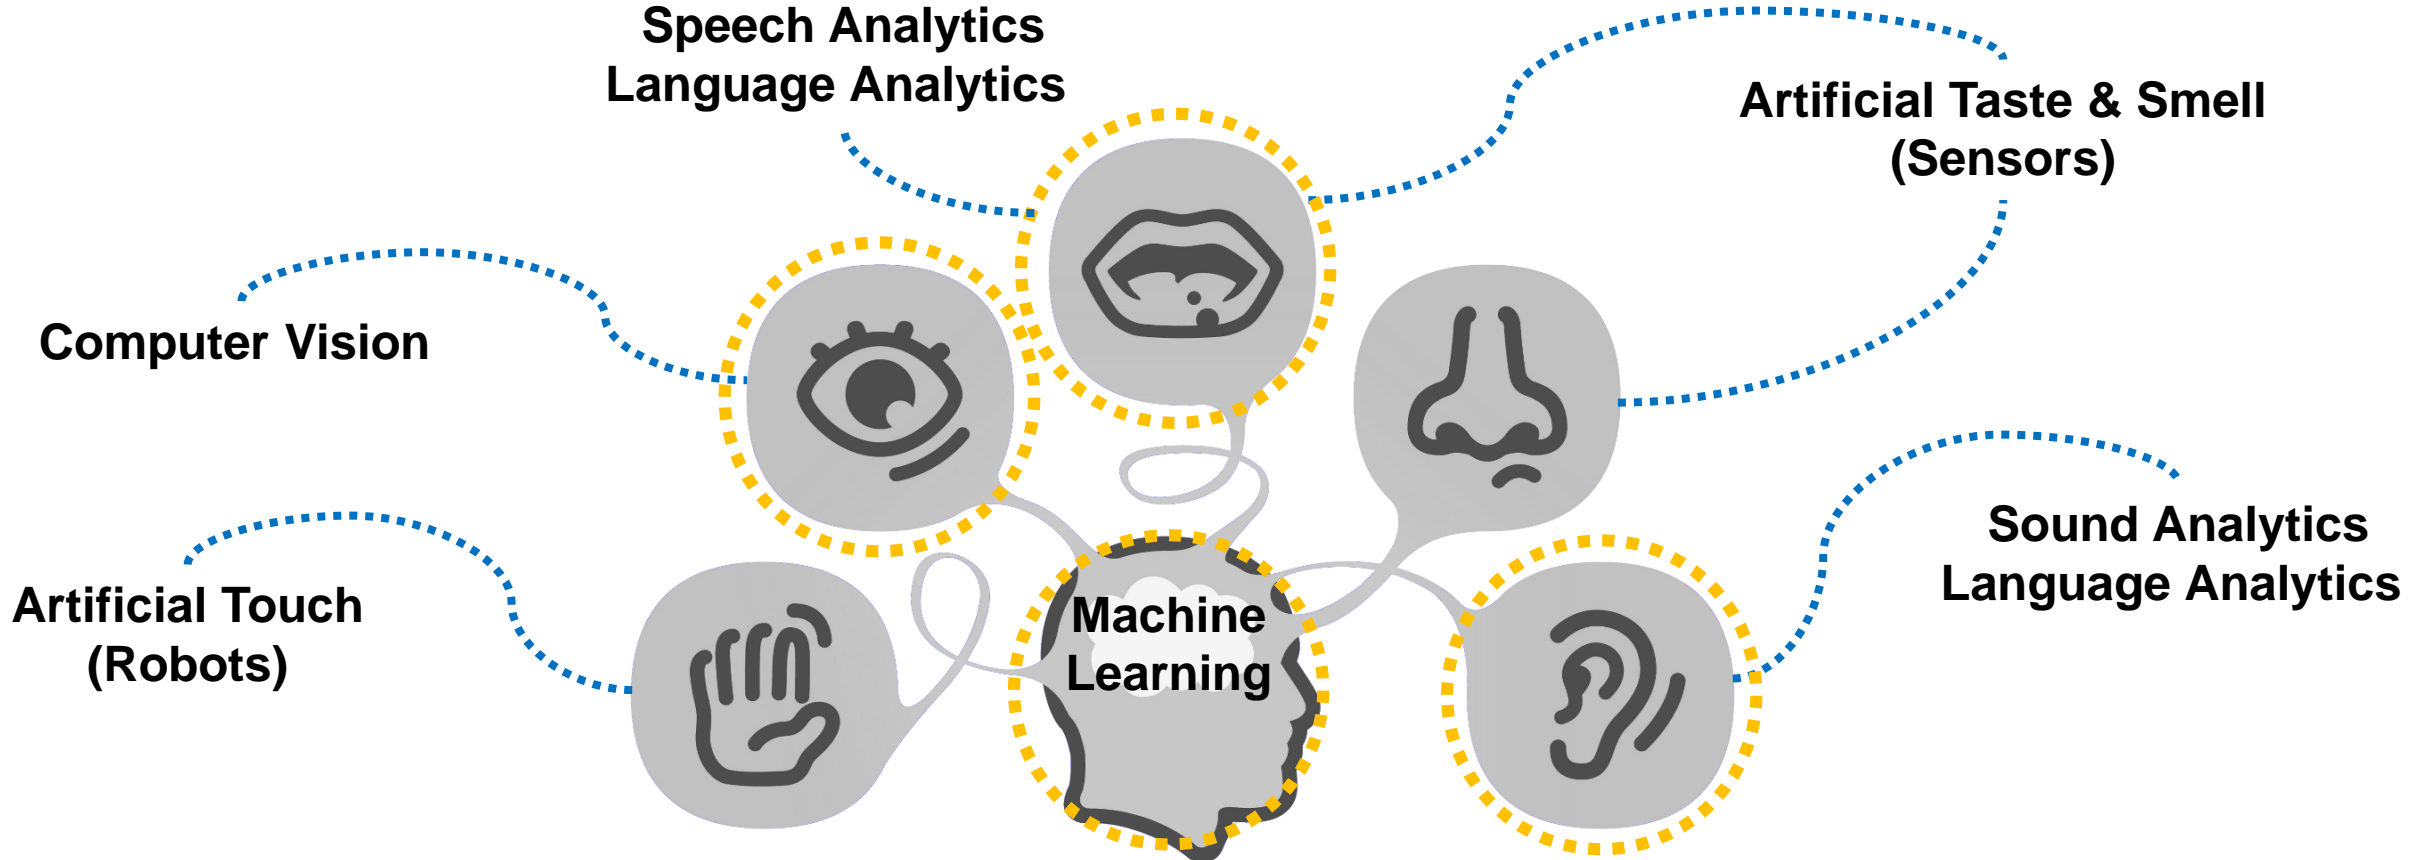 Speech Analytics
Language Analytics
Artificial Taste & Smell
(Sensors)
Computer Vision
Sound Analytics
Language Analytics
Artificial Touch
(Robots)
Machine
Learning